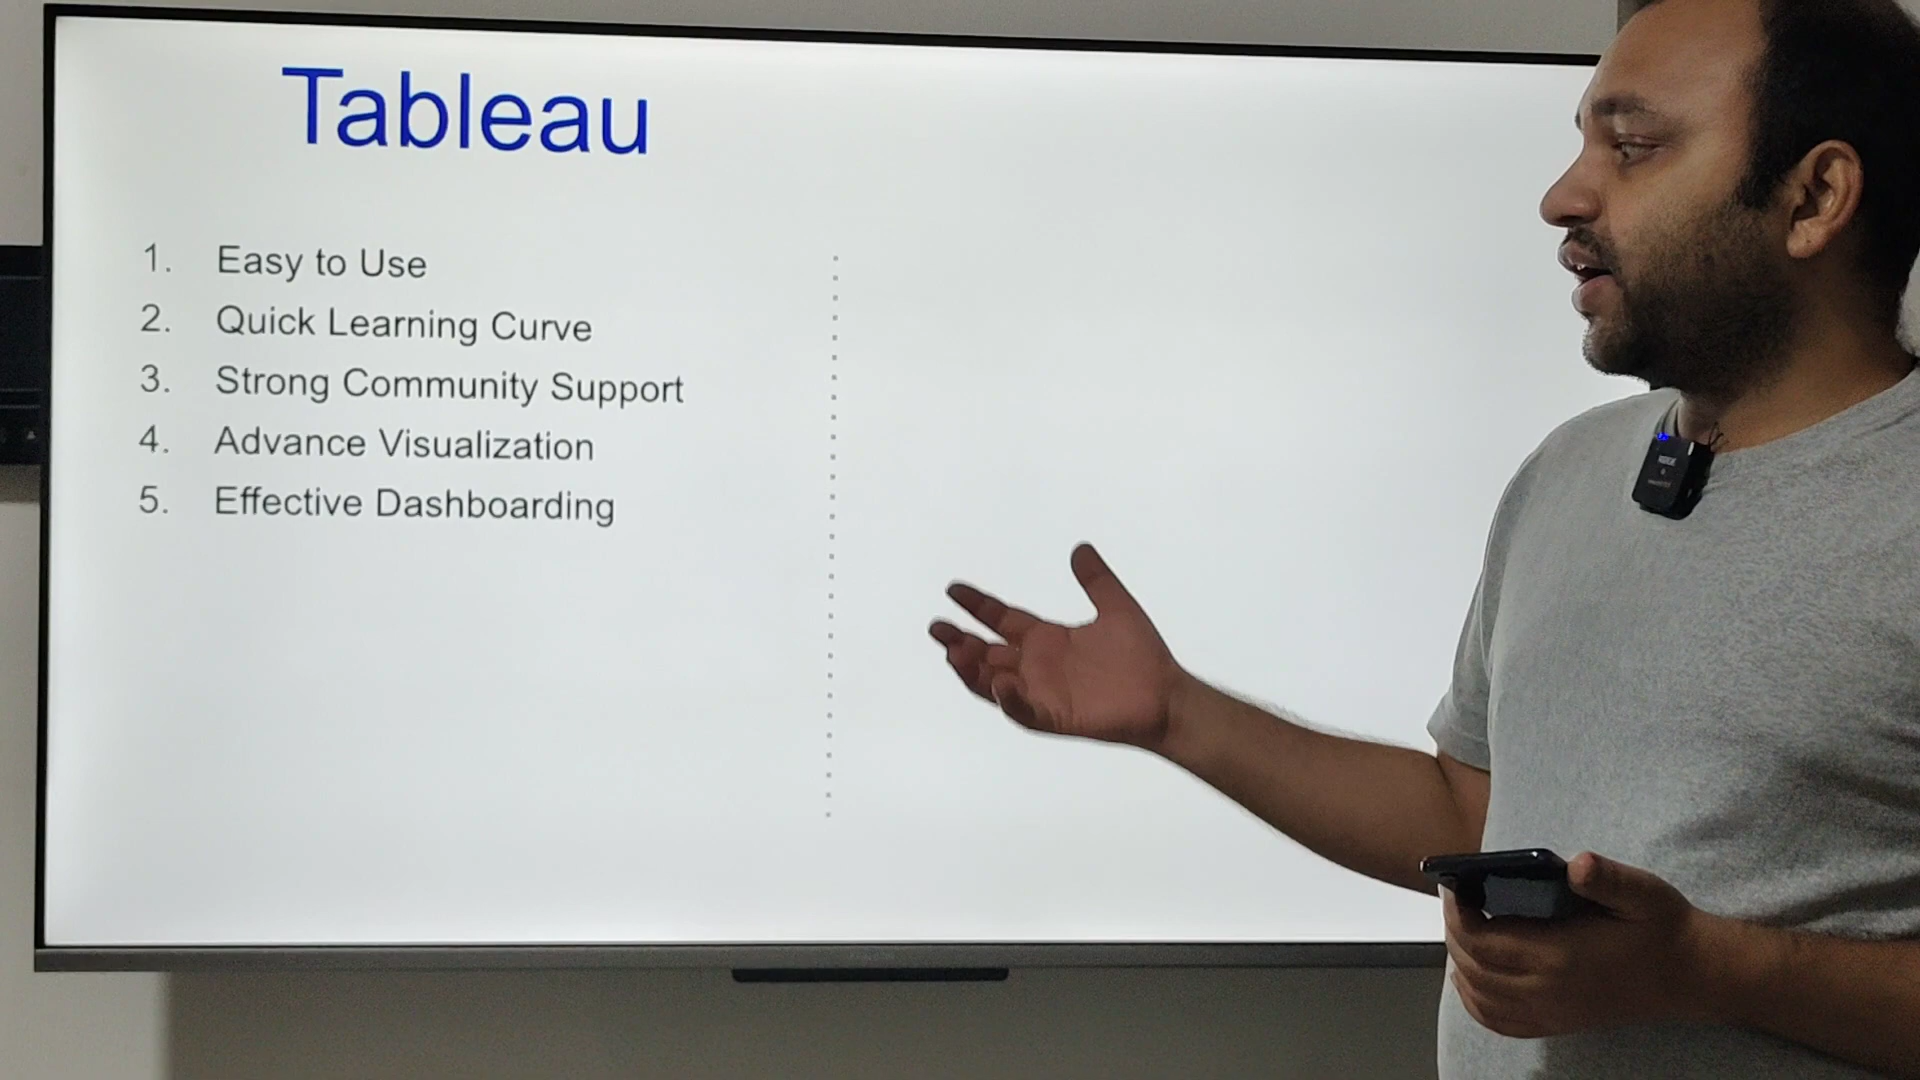 Tableau
1. Easy to Use
2. Quick Learning Curve
3. Strong Community Support
4. Advance Visualization
5. Effective Dashboarding